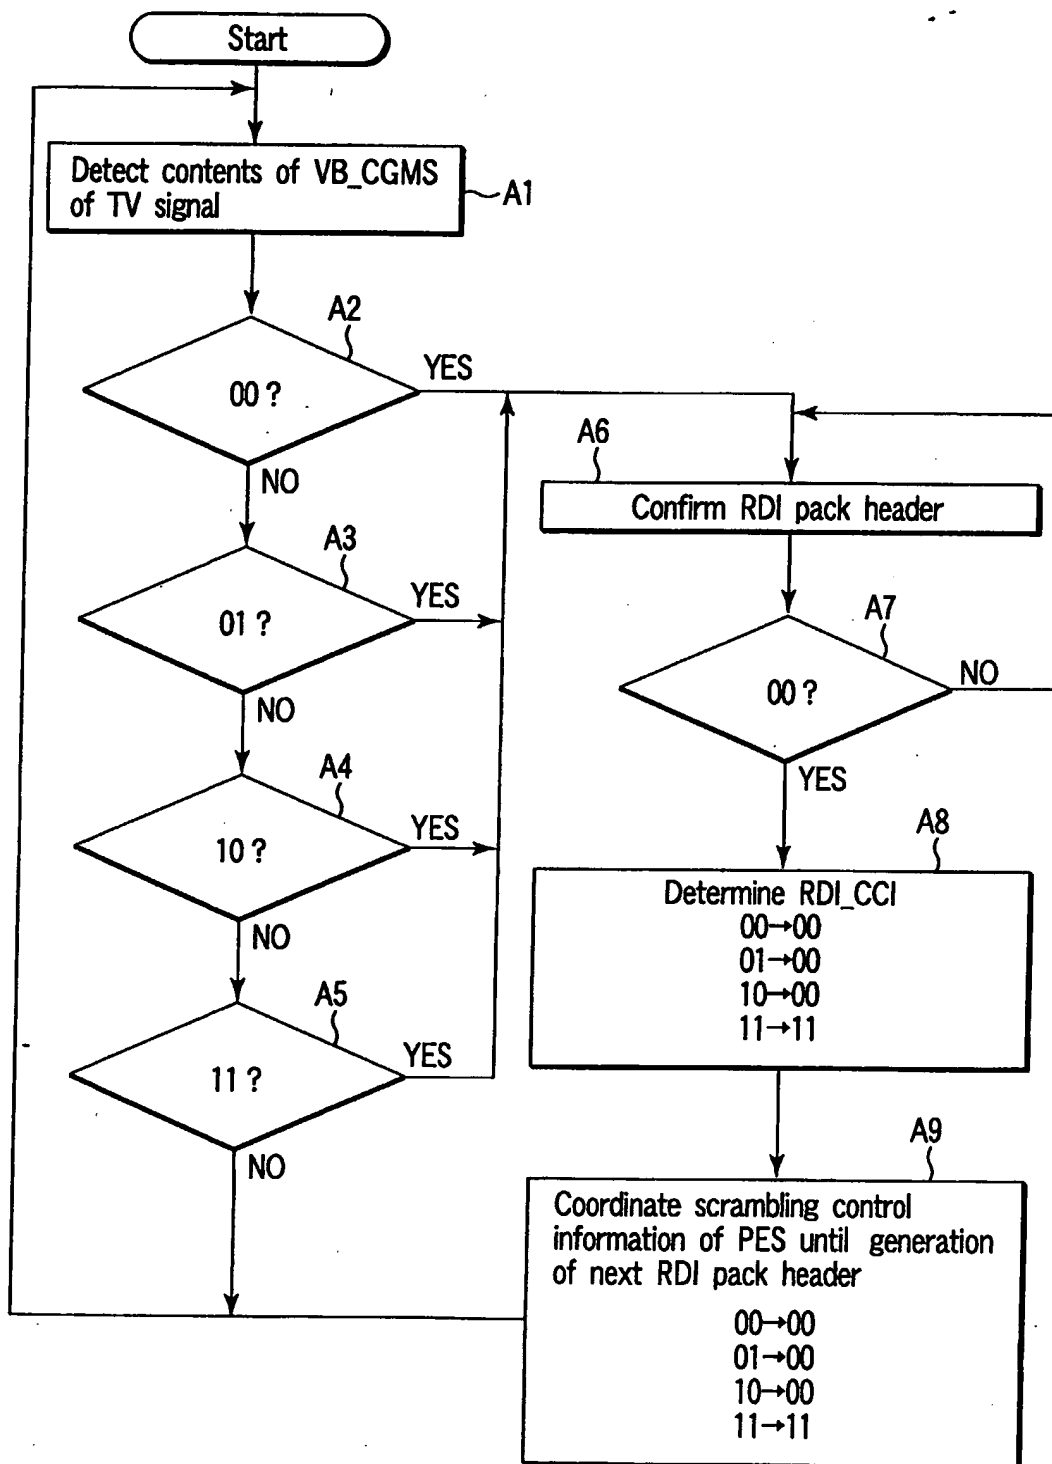 Start
Detect contents of VB_CGMS
of TV signal
A1
A2
00 ?
YES
NO
A3
01 ?
YES
NO
A4
10 ?
YES
NO
A5
11 ?
YES
NO
A6
Confirm RDI pack header
A7
00 ?
NO
YES
A8
Determine RDI_CCI
00→00
01→00
10→00
11→11
A9
Coordinate scrambling control
information of PES until generation
of next RDI pack header
00→00
01→00
10→00
11→11